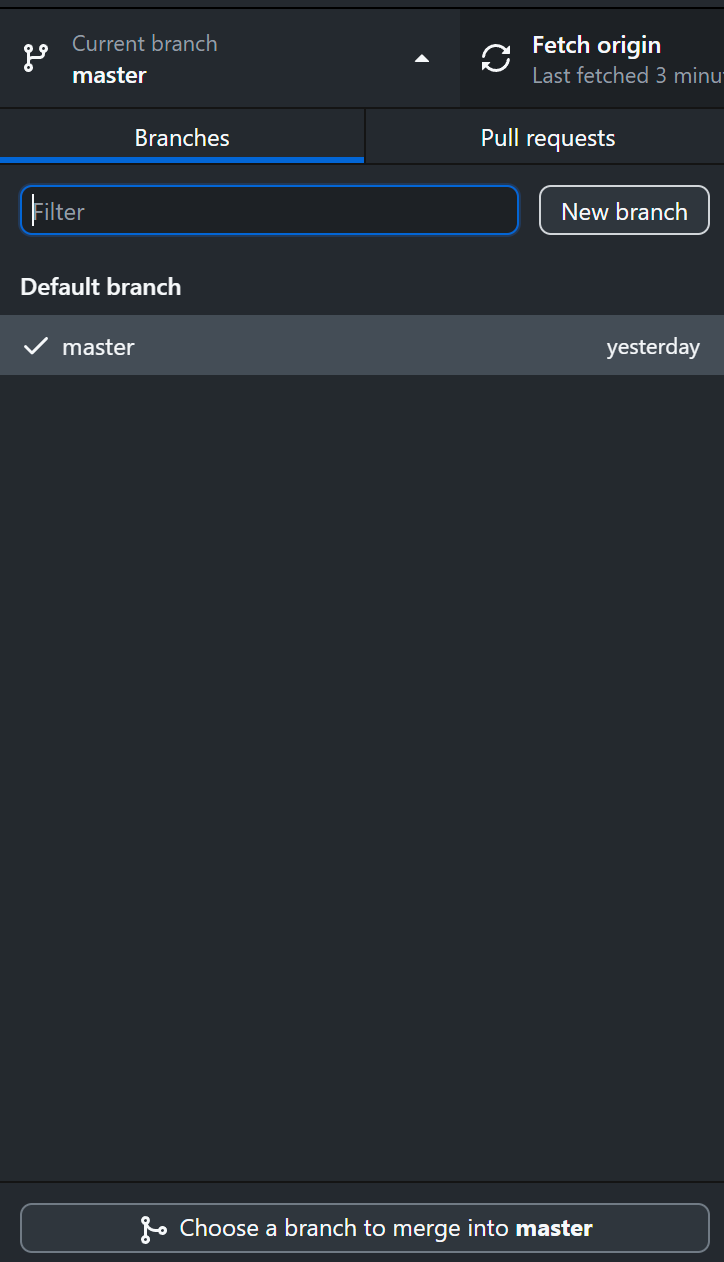 Current branch
master
Fetch origin
Last fetched 3 minu
Branches
Pull requests
Filter
New branch
Default branch
master
yesterday
Choose a branch to merge into master